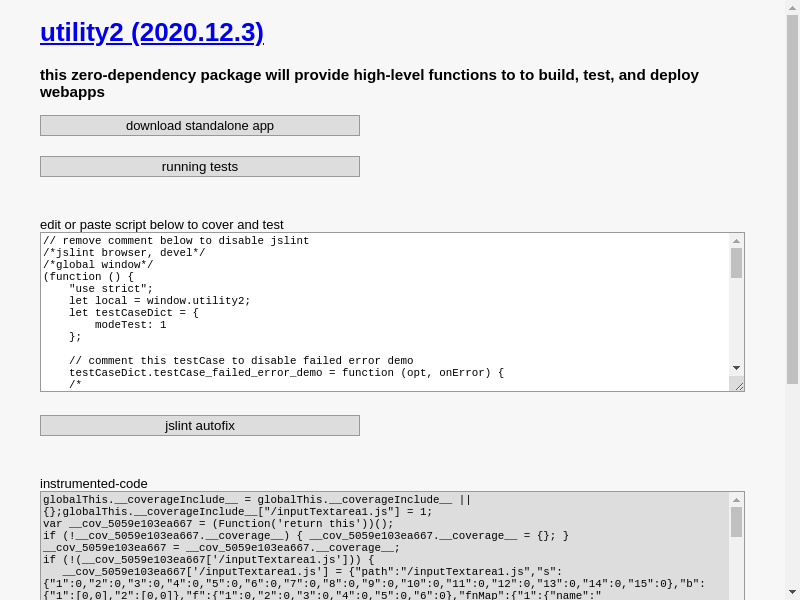 utility2 (2020.12.3)
this zero-dependency package will provide high-level functions to to build, test, and deploy
webapps
download standalone app
running tests
edit or paste script below to cover and test
// remove comment below to disable jslint
/*jslint browser, devel*/
/*global window*/
(function () {
    "use strict";
    let local = window.utility2;
    let testCaseDict = {
        modeTest: 1
    };
    // comment this testCase to disable failed error demo
    testCaseDict.testCase_failed_error_demo = function (opt, onError) {
    /*
jslint autofix
instrumented-code
globalThis.__coverageInclude__ = globalThis.__coverageInclude__ ||
{};globalThis.__coverageInclude__["/inputTextarea1.js"] = 1;
var __cov_5059e103ea667 = (Function('return this'))();
if (!__cov_5059e103ea667.__coverage__) { __cov_5059e103ea667.__coverage__ = {}; }
__cov_5059e103ea667 = __cov_5059e103ea667.__coverage__;
if (!(__cov_5059e103ea667['/inputTextarea1.js'])) {
   __cov_5059e103ea667['/inputTextarea1.js'] = {"path":"/inputTextarea1.js","s":
{"1":0,"2":0,"3":0,"4":0,"5":0,"6":0,"7":0,"8":0,"9":0,"10":0,"11":0,"12":0,"13":0,"14":0,"15":0},"b":
{"1":[0,0],"2":[0,0]},"f":{"1":0,"2":0,"3":0,"4":0,"5":0,"6":0},"fnMap":{"1":{"name":"